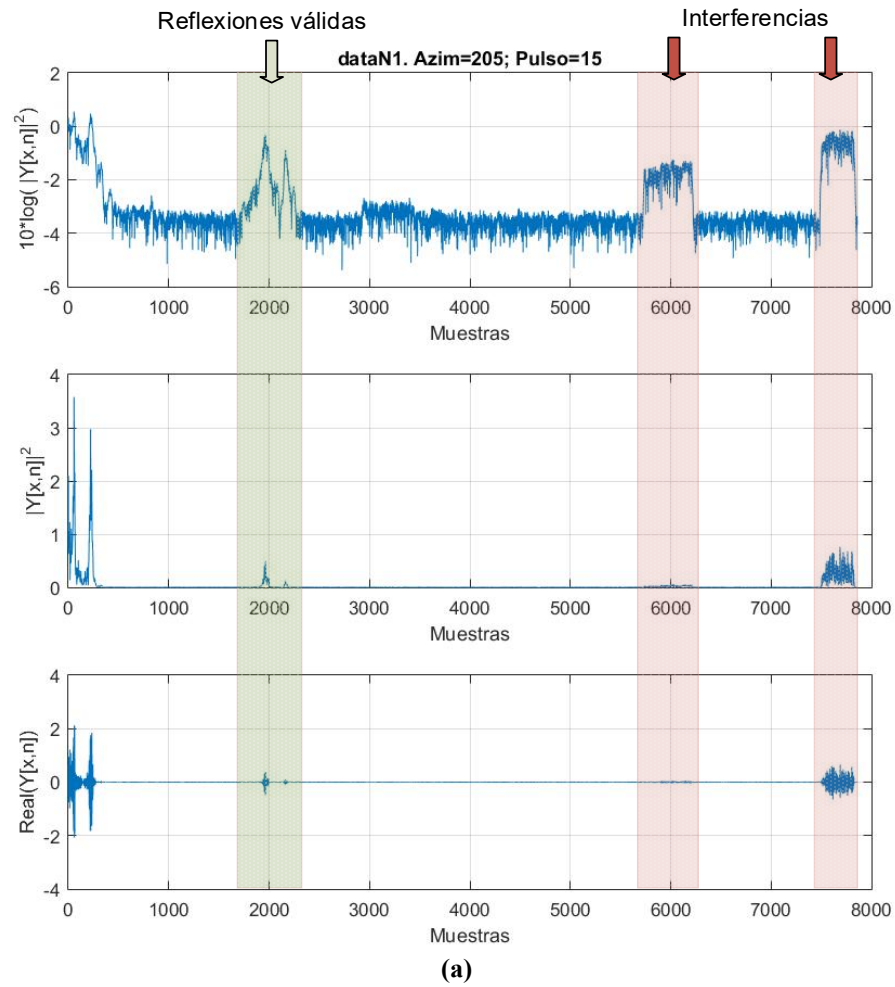 Reflexiones válidas
Interferencias
dataN1. Azim=205; Pulso=15
10*log( |Y[x,n]|²)
2
0
-2
-4
-6
0 1000 2000 3000 4000 5000 6000 7000 8000
Muestras
|Y[x,n]|²
4
3
2
1
0
0 1000 2000 3000 4000 5000 6000 7000 8000
Muestras
Real(Y[x,n])
4
2
0
-2
-4
0 1000 2000 3000 4000 5000 6000 7000 8000
Muestras
(a)